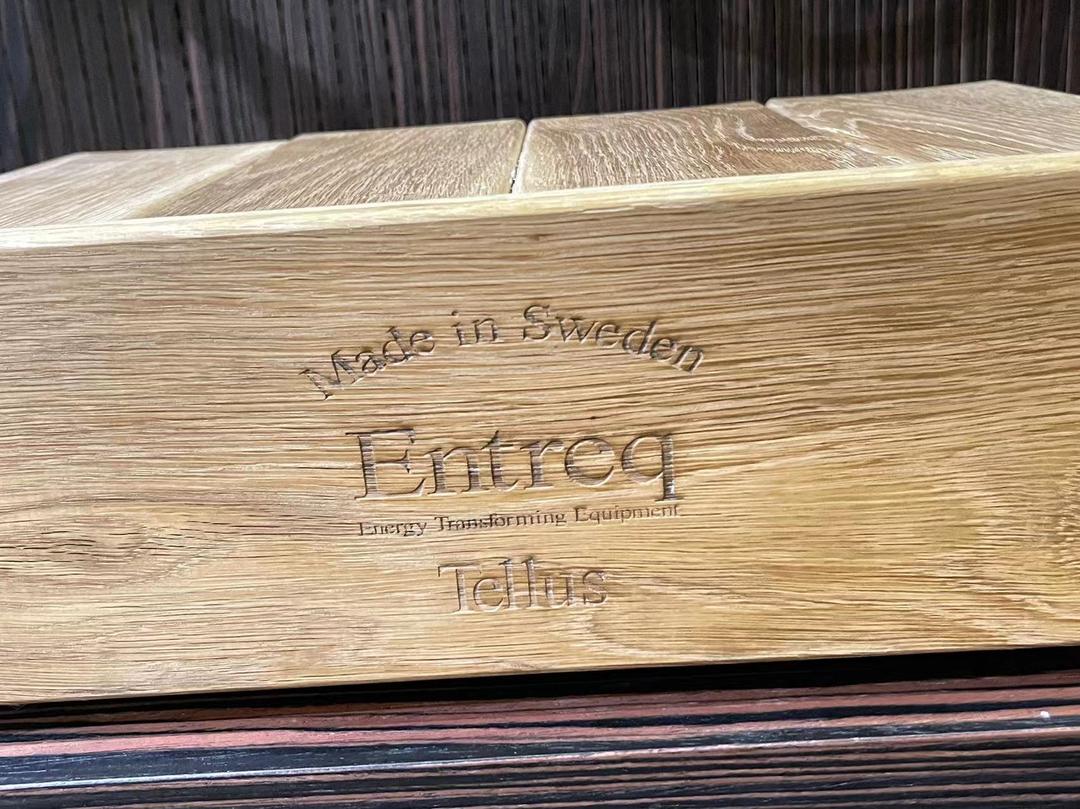 Made in Sweden
Entreq
Energy Transforming Equipment
Tellus